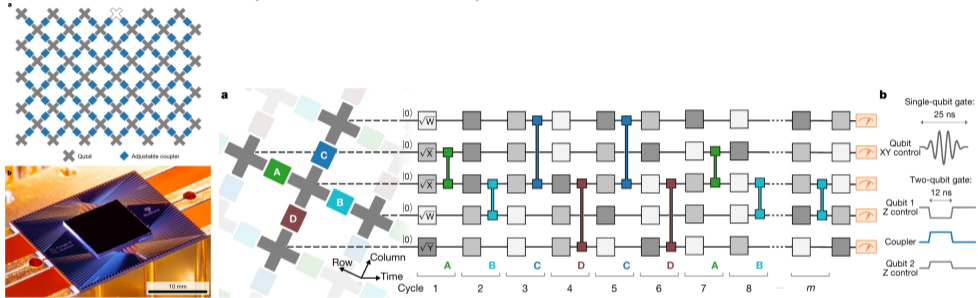 a
Qubit
Adjustable coupler
b
10 mm
a
A
C
B
D
Row
Column
Time
|0⟩
√W
|0⟩
√X
|0⟩
√X
|0⟩
√W
|0⟩
√Y
A B C D C D A B
Cycle 1 2 3 4 5 6 7 8 ... m
b
Single-qubit gate:
25 ns
Qubit
XY control
Two-qubit gate:
12 ns
Qubit 1
Z control
Coupler
Qubit 2
Z control